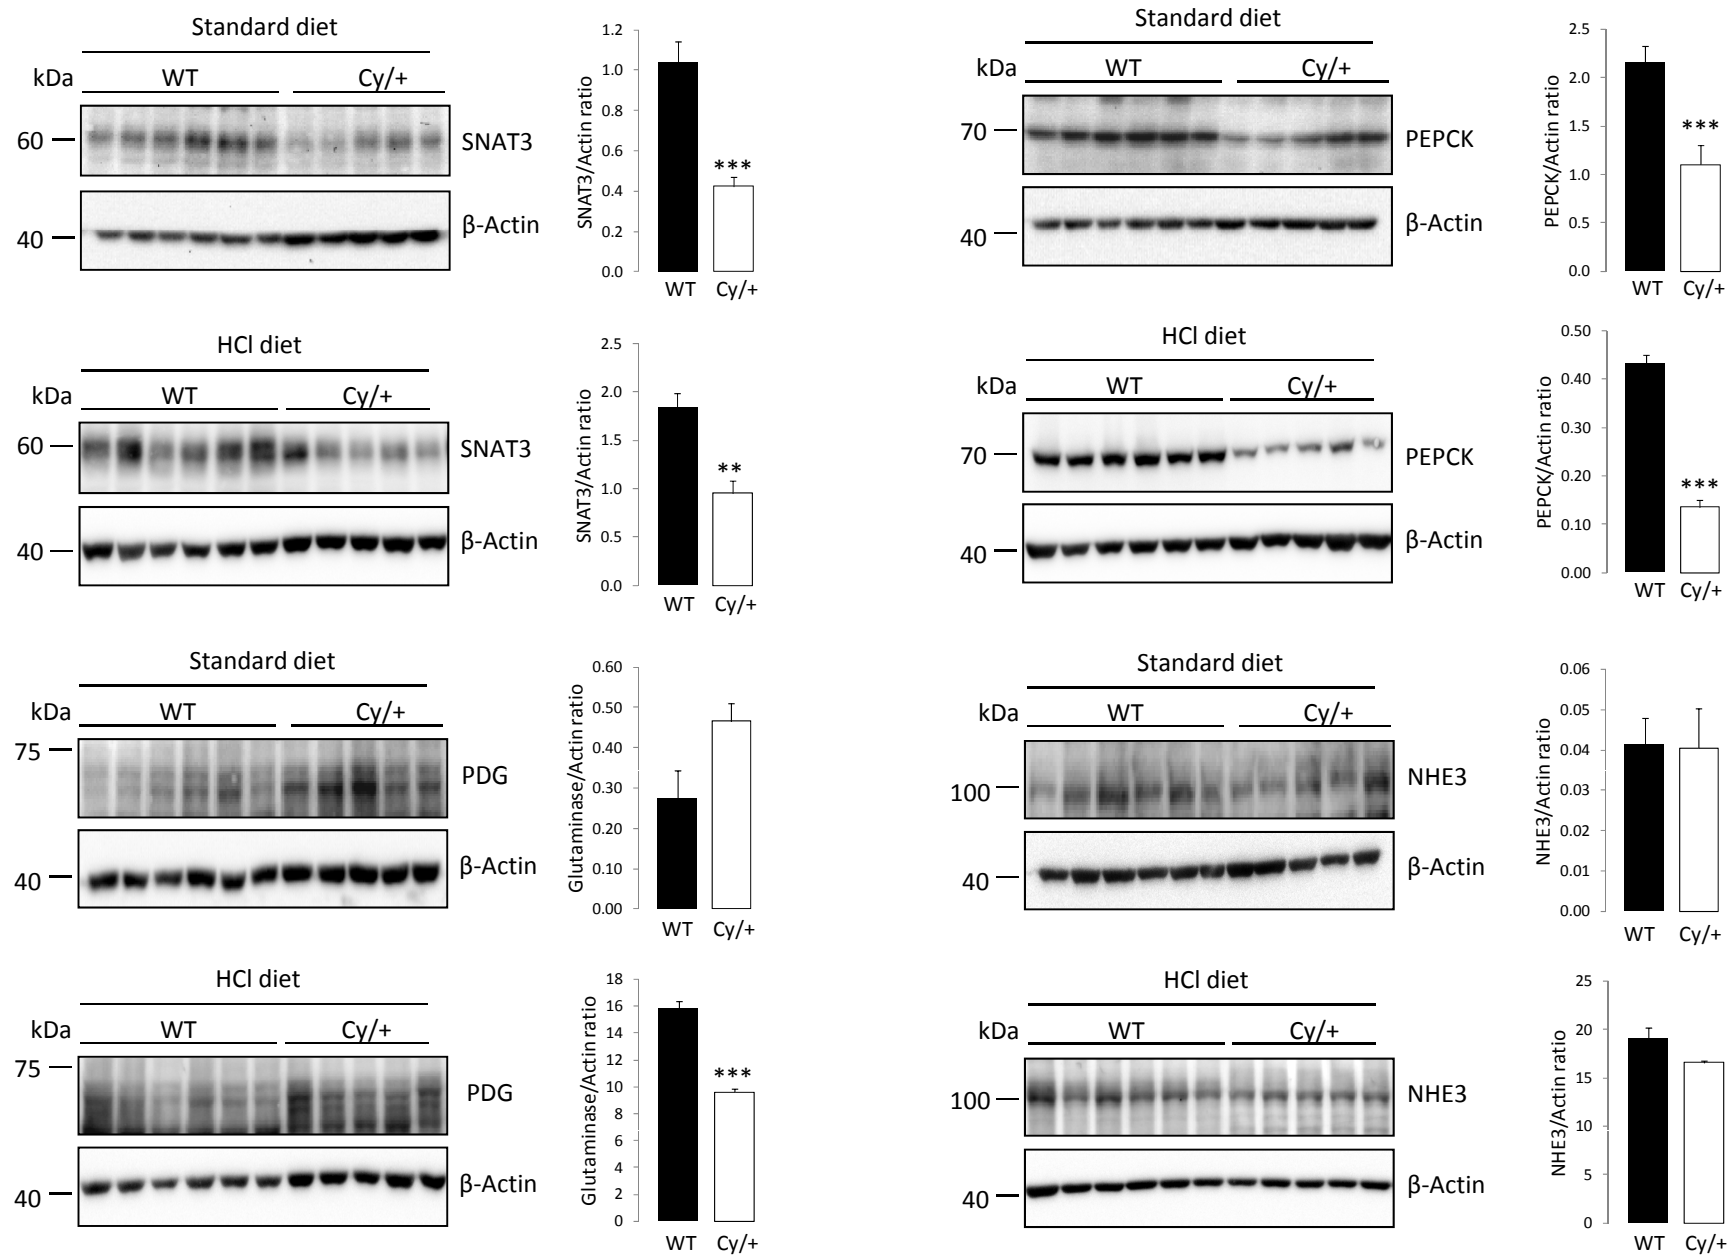 Standard diet
kDa WT Cy/+
60 SNAT3
40 β-Actin
SNAT3/Actin ratio
1.2
1.0
0.8
0.6
0.4
0.2
0.0
***
WT Cy/+
Standard diet
kDa WT Cy/+
70 PEPCK
40 β-Actin
PEPCK/Actin ratio
2.5
2.0
1.5
1.0
0.5
0.0
***
WT Cy/+
HCl diet
kDa WT Cy/+
60 SNAT3
40 β-Actin
SNAT3/Actin ratio
2.5
2.0
1.5
1.0
0.5
0.0
**
WT Cy/+
HCl diet
kDa WT Cy/+
70 PEPCK
40 β-Actin
PEPCK/Actin ratio
0.50
0.40
0.30
0.20
0.10
0.00
***
WT Cy/+
Standard diet
kDa WT Cy/+
75 PDG
40 β-Actin
Glutaminase/Actin ratio
0.60
0.50
0.40
0.30
0.20
0.10
0.00
WT Cy/+
Standard diet
kDa WT Cy/+
100 NHE3
40 β-Actin
NHE3/Actin ratio
0.06
0.05
0.04
0.03
0.02
0.01
0.00
WT Cy/+
HCl diet
kDa WT Cy/+
75 PDG
40 β-Actin
Glutaminase/Actin ratio
18
16
14
12
10
8
6
4
2
0
***
WT Cy/+
HCl diet
kDa WT Cy/+
100 NHE3
40 β-Actin
NHE3/Actin ratio
25
20
15
10
5
0
WT Cy/+